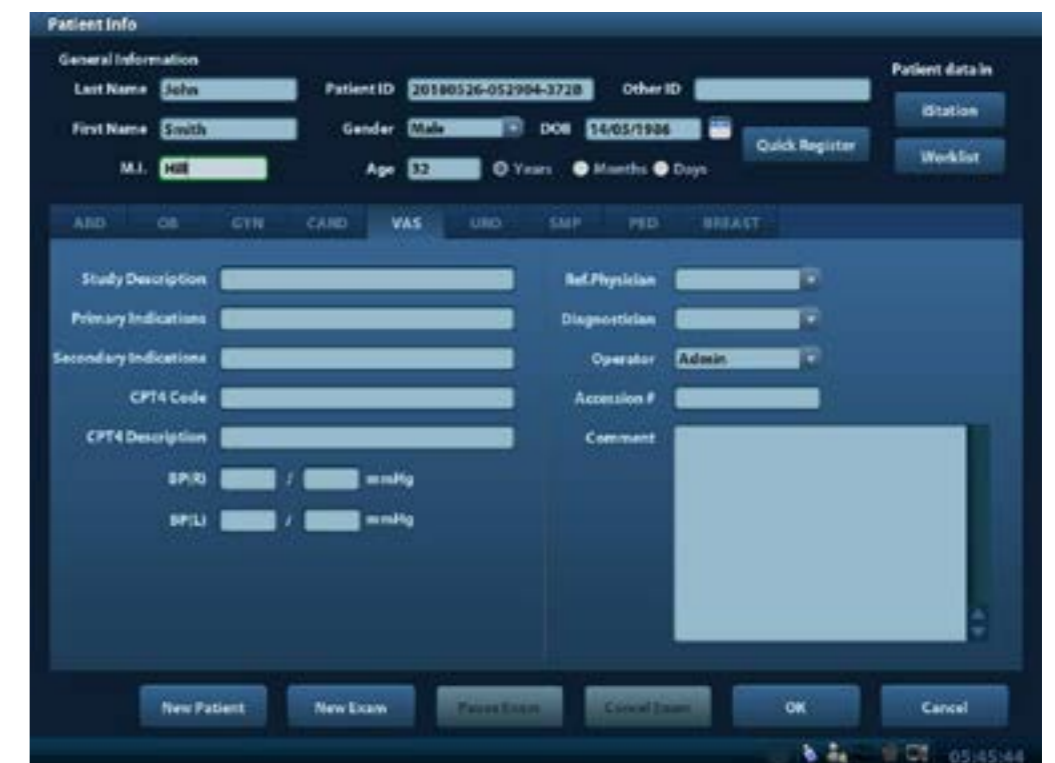 Patient Info
General Information
Patient data in
Last Name John Patient ID 20180526-052904-372B Other ID
iStation
First Name Smith Gender Male DOB 14/05/1986
Quick Register
Worklist
M.I. Hill Age 32 Years Months Days
ABD OB GYN CARD VAS URO SMP PED BREAST
Study Description Ref.Physician
Primary Indications Diagnostician
Secondary Indications Operator Admin
CPT4 Code Accession #
CPT4 Description Comment
BP(R) / mmHg
BP(L) / mmHg
New Patient New Exam Pause Exam Cancel Exam OK Cancel
05:45:44